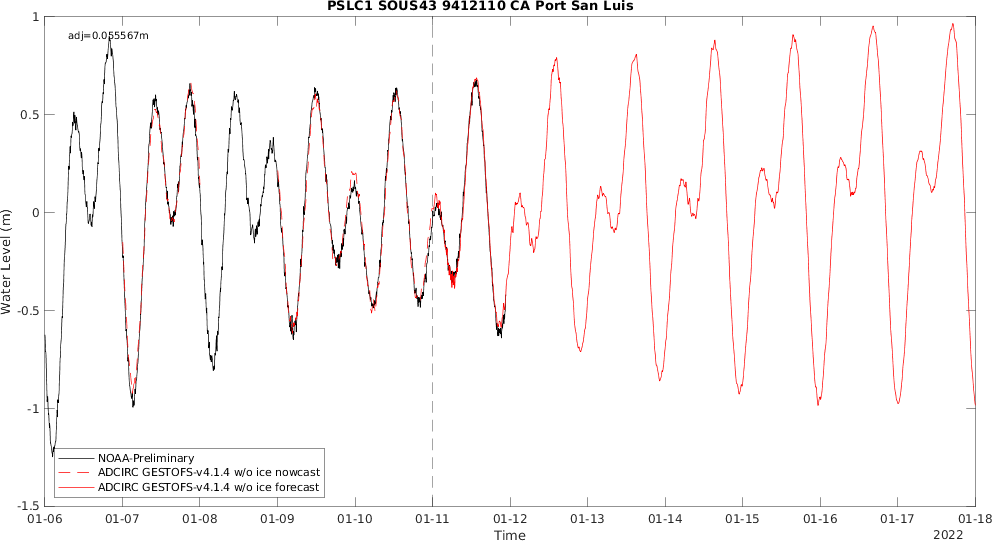 PSLC1 SOUS43 9412110 CA Port San Luis
adj=0.055567m
1
0.5
0
-0.5
-1
-1.5
Water Level (m)
NOAA-Preliminary
ADCIRC GESTOFS-v4.1.4 w/o ice nowcast
ADCIRC GESTOFS-v4.1.4 w/o ice forecast
01-06 01-07 01-08 01-09 01-10 01-11 01-12 01-13 01-14 01-15 01-16 01-17 01-18
Time
2022